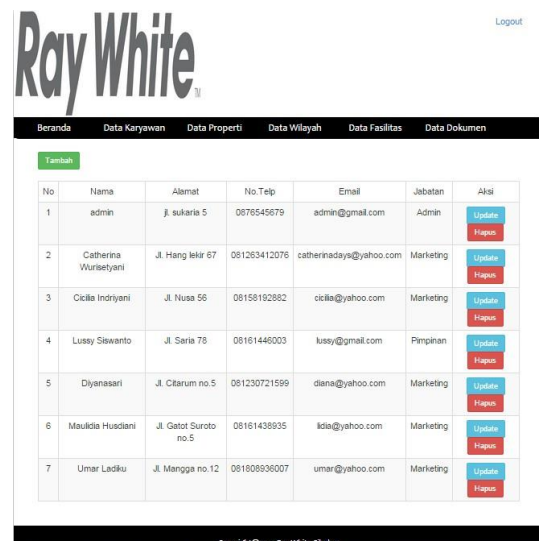 Logout
Ray White
TM
Beranda Data Karyawan Data Properti Data Wilayah Data Fasilitas Data Dokumen
Tambah
No Nama Alamat No.Telp Email Jabatan Aksi
1 admin jl. sukaria 5 0876545679 admin@gmail.com Admin Update
Hapus
2 Catherina Wurisetyani Jl. Hang lekir 67 081263412076 catherinadays@yahoo.com Marketing Update
Hapus
3 Cicilia Indriyani Jl. Nusa 56 08158192882 cicilia@yahoo.com Marketing Update
Hapus
4 Lussy Siswanto Jl. Saria 78 08161446003 lussy@gmail.com Pimpinan Update
Hapus
5 Diyanasari Jl. Citarum no.5 081230721599 diana@yahoo.com Marketing Update
Hapus
6 Maulidia Husdiani Jl. Gatot Suroto no.5 08161438935 lidia@yahoo.com Marketing Update
Hapus
7 Umar Ladiku Jl. Mangga no.12 081808936007 umar@yahoo.com Marketing Update
Hapus